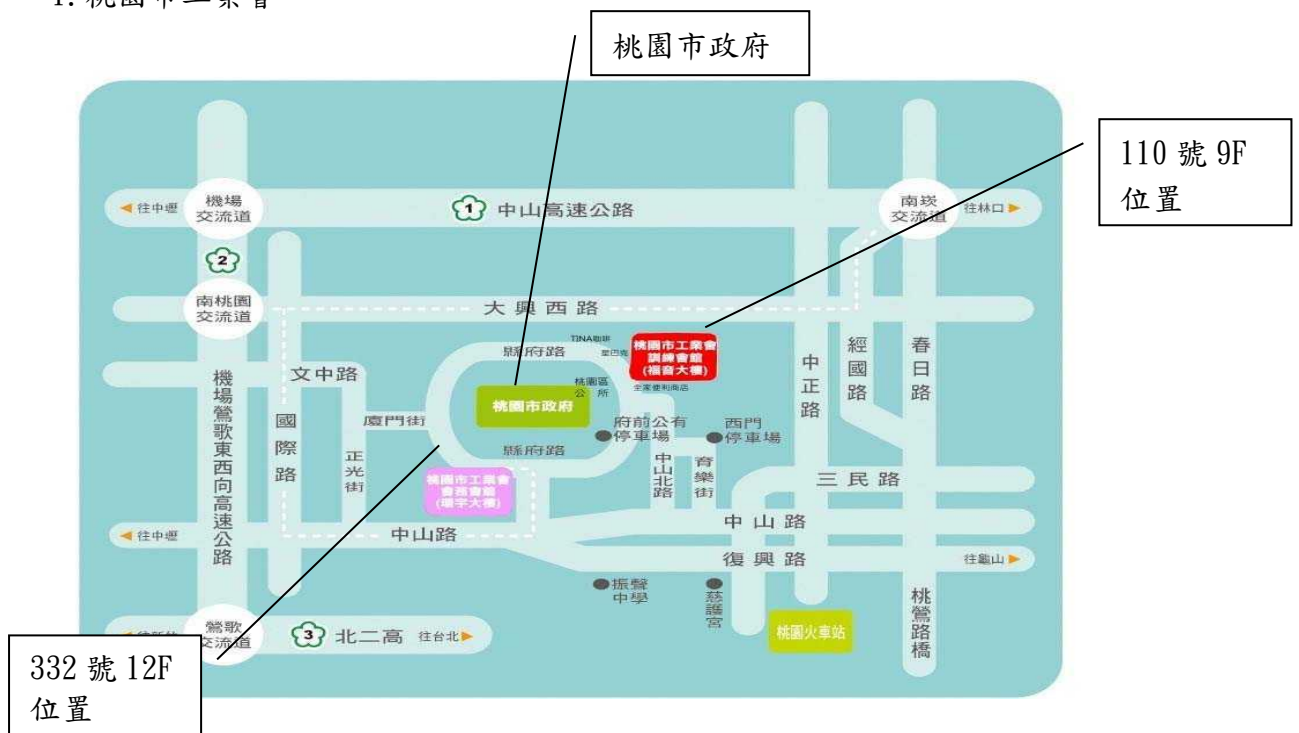 1.桃園市工業會
桃園市政府
110 號 9F
位置
機場
交流道
往中壢
1
中山高速公路
南崁
交流道
往林口
2
南桃園
交流道
大興西路
TINA咖啡
星巴克
縣府路
桃園市工業會
訓練會館
(福音大樓)
全家便利商店
中正路
經國路
春日路
文中路
桃園區
公所
桃園市政府
機場鶯歌東西向高速公路
國際路
廈門街
正光街
府前公有
停車場
西門
停車場
縣府路
桃園市工業會
會務會館
(環宇大樓)
中山北路
育樂街
三民路
往中壢
中山路
中山路
復興路
往龜山
振聲
中學
慈護宮
桃園火車站
桃鶯路橋
鶯歌
交流道
3
北二高
往台北
332 號 12F
位置